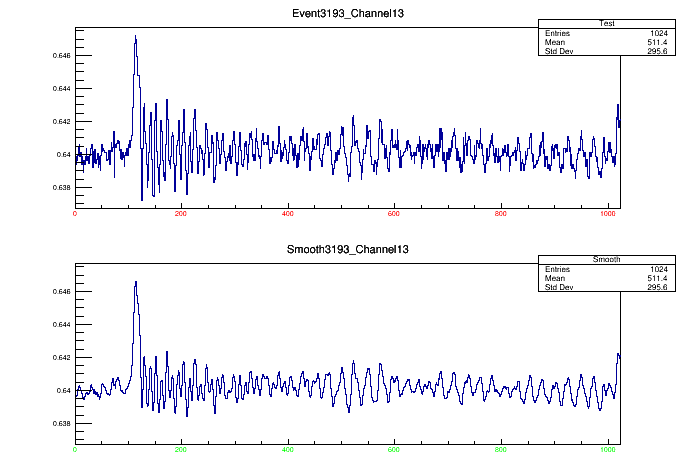 Event3193_Channel13
Test
Entries 1024
Mean 511.4
Std Dev 295.6
0.646
0.644
0.642
0.64
0.638
0 200 400 600 800 1000
Smooth3193_Channel13
Smooth
Entries 1024
Mean 511.4
Std Dev 295.6
0.646
0.644
0.642
0.64
0.638
0 200 400 600 800 1000